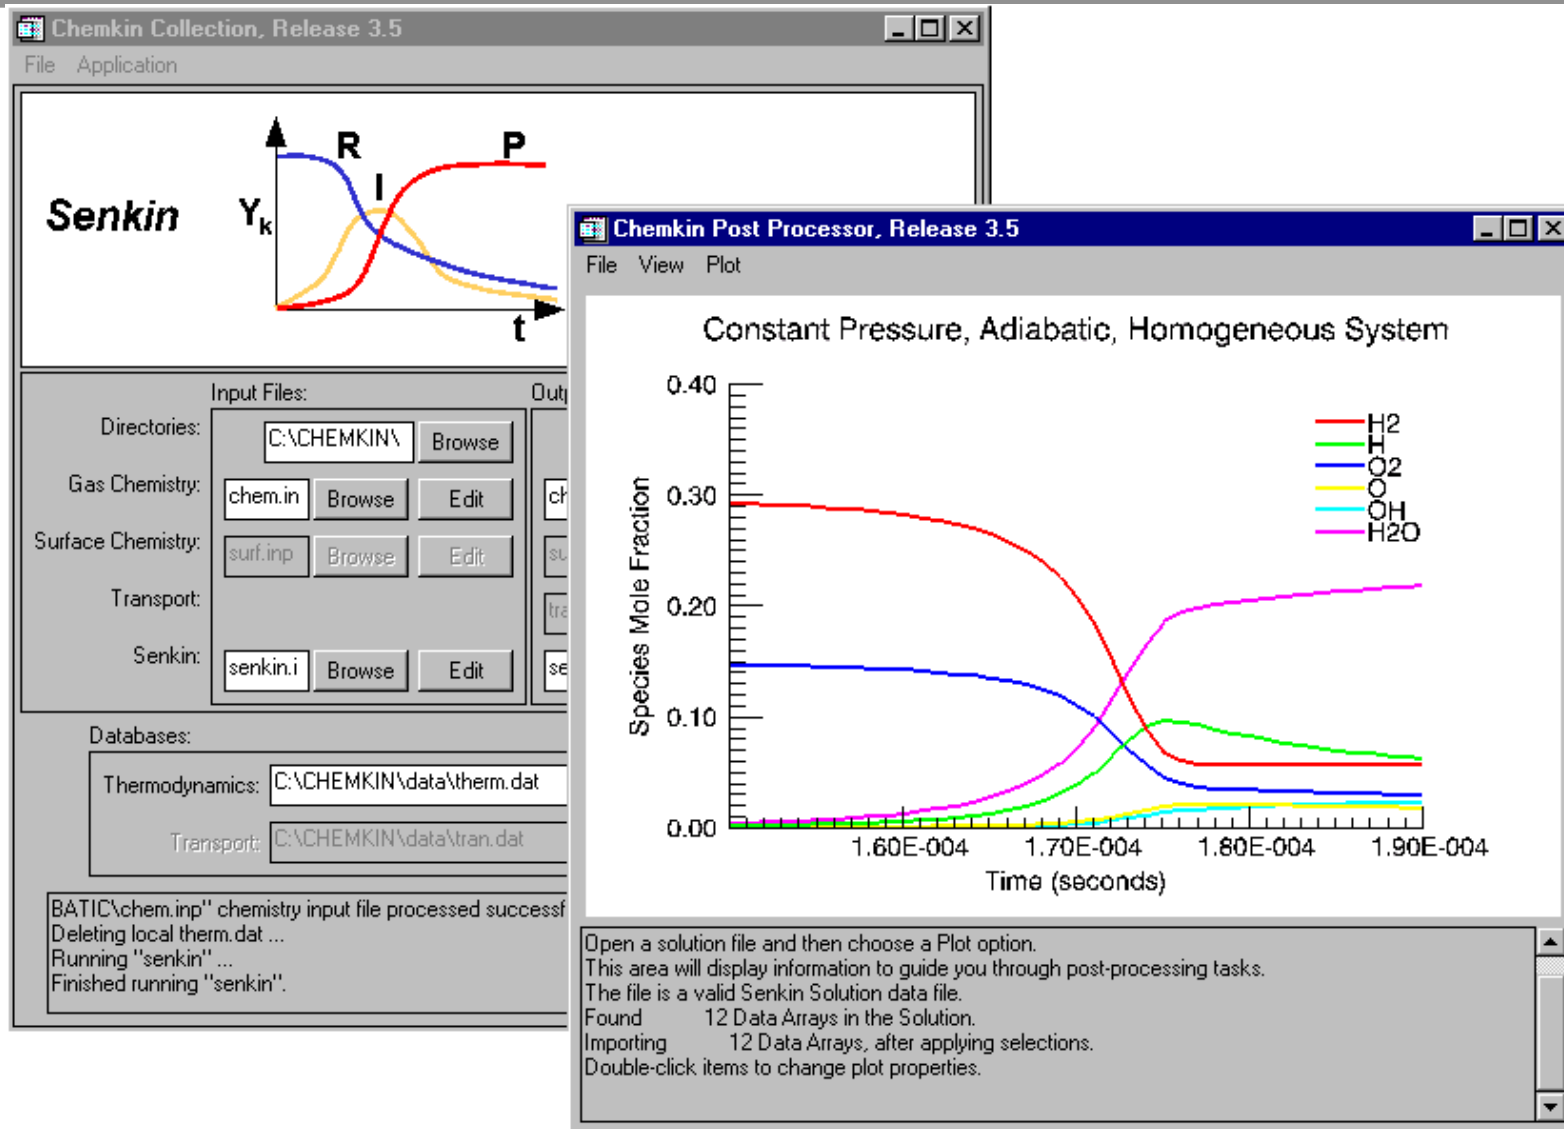 Chemkin Collection, Release 3.5
File Application
Senkin
Yk
R
I
P
t
Input Files:
Directories:
C:\CHEMKIN\
Browse
Gas Chemistry:
chem.in
Browse
Edit
Surface Chemistry:
surf.inp
Browse
Edit
Transport:
Senkin:
senkin.i
Browse
Edit
Databases:
Thermodynamics:
C:\CHEMKIN\data\therm.dat
Transport:
C:\CHEMKIN\data\tran.dat
BATIC\chem.inp" chemistry input file processed successf
Deleting local therm.dat ...
Running "senkin" ...
Finished running "senkin".
Chemkin Post Processor, Release 3.5
File View Plot
Constant Pressure, Adiabatic, Homogeneous System
Species Mole Fraction
0.40
0.30
0.20
0.10
0.00
H2
H
O2
O
OH
H2O
1.60E-004 1.70E-004 1.80E-004 1.90E-004
Time (seconds)
Open a solution file and then choose a Plot option.
This area will display information to guide you through post-processing tasks.
The file is a valid Senkin Solution data file.
Found 12 Data Arrays in the Solution.
Importing 12 Data Arrays, after applying selections.
Double-click items to change plot properties.